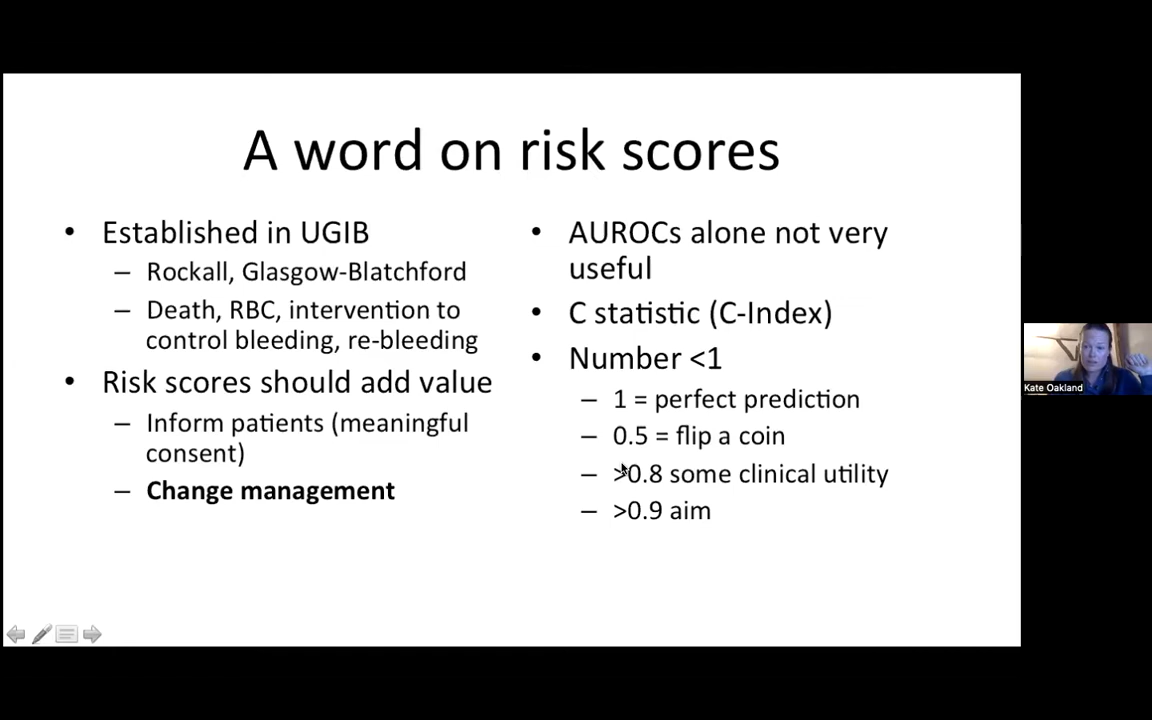 A word on risk scores
• Established in UGIB
– Rockall, Glasgow-Blatchford
– Death, RBC, intervention to
control bleeding, re-bleeding
• Risk scores should add value
– Inform patients (meaningful
consent)
– Change management
• AUROCs alone not very
useful
• C statistic (C-Index)
• Number <1
– 1 = perfect prediction
– 0.5 = flip a coin
– >0.8 some clinical utility
– >0.9 aim
Kate Oakland